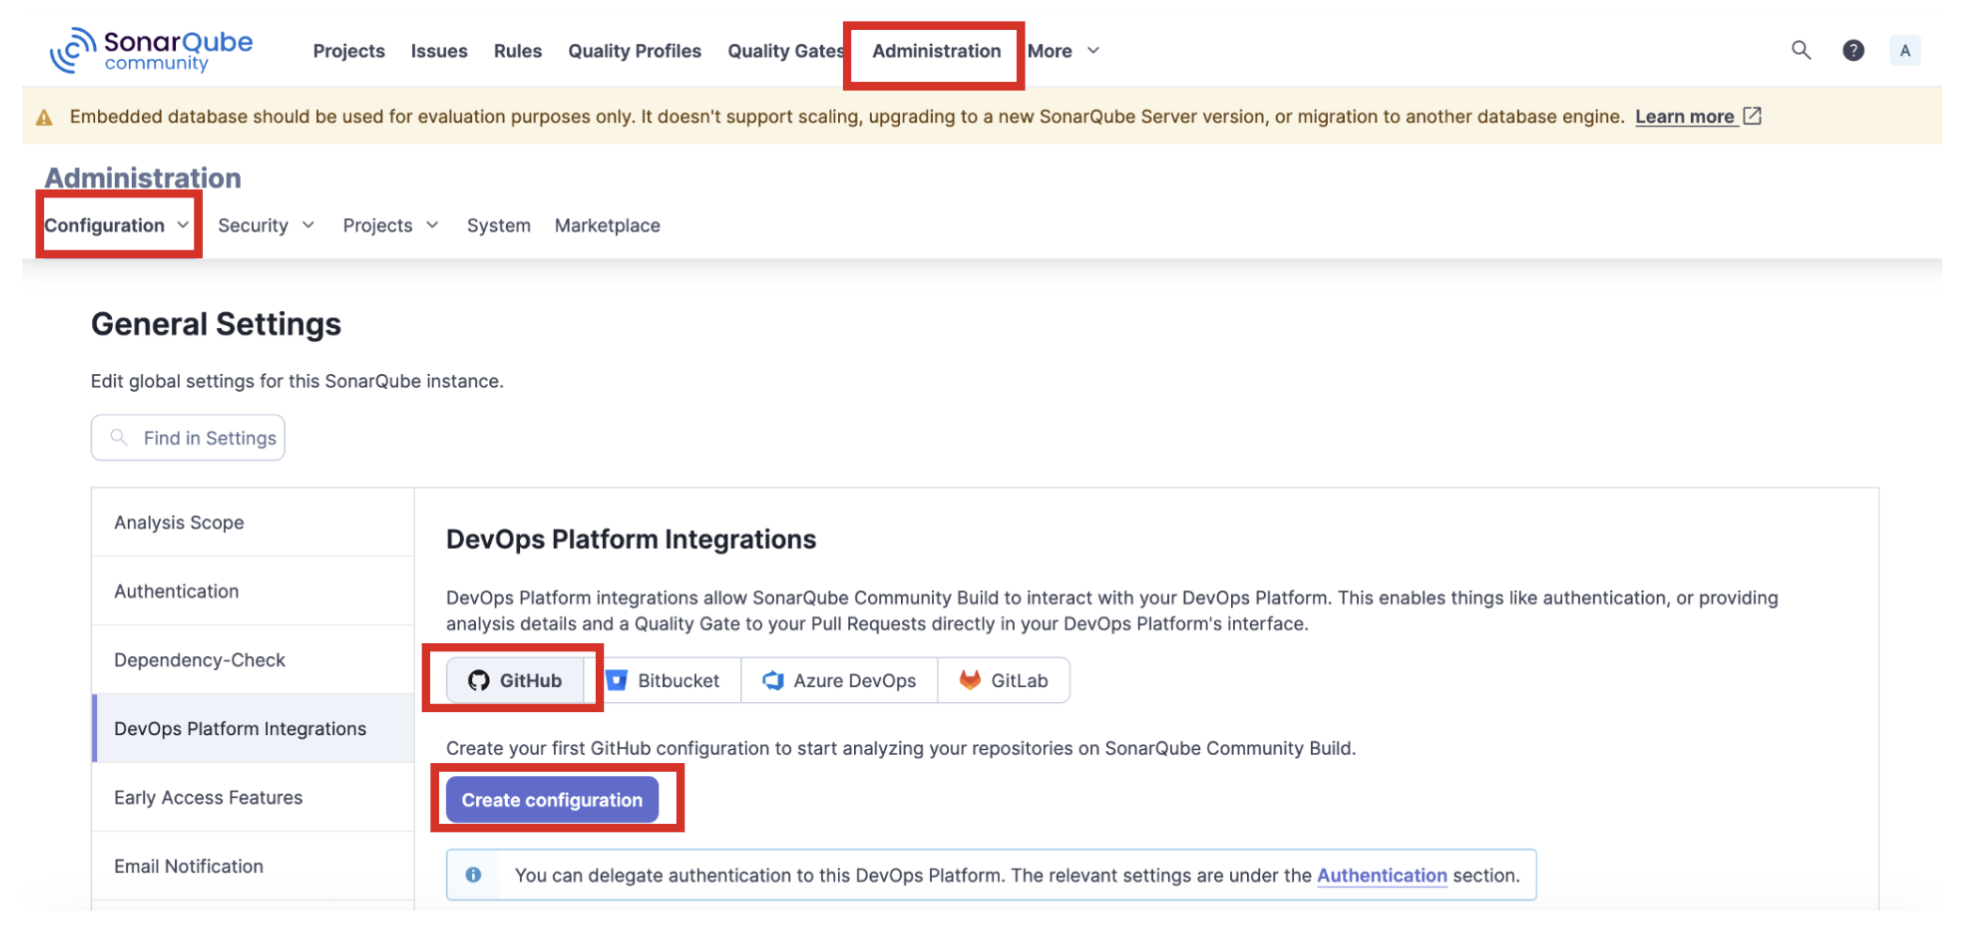 SonarQube
community
Projects Issues Rules Quality Profiles Quality Gates Administration More
? A
Embedded database should be used for evaluation purposes only. It doesn't support scaling, upgrading to a new SonarQube Server version, or migration to another database engine. Learn more
Administration
Configuration Security Projects System Marketplace
General Settings
Edit global settings for this SonarQube instance.
Find in Settings
Analysis Scope
Authentication
Dependency-Check
DevOps Platform Integrations
Early Access Features
Email Notification
DevOps Platform Integrations
DevOps Platform integrations allow SonarQube Community Build to interact with your DevOps Platform. This enables things like authentication, or providing
analysis details and a Quality Gate to your Pull Requests directly in your DevOps Platform's interface.
GitHub Bitbucket Azure DevOps GitLab
Create your first GitHub configuration to start analyzing your repositories on SonarQube Community Build.
Create configuration
You can delegate authentication to this DevOps Platform. The relevant settings are under the Authentication section.